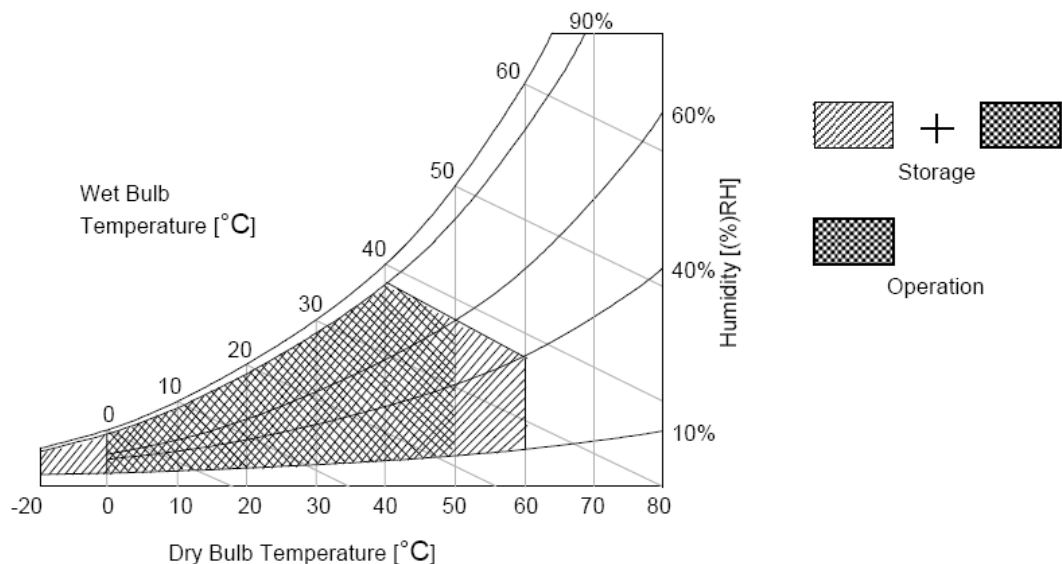 90%
60
60%
50
Storage
Wet Bulb
Temperature [°C]
Humidity [(%)RH]
40
40%
Operation
30
20
10
0
10%
-20 0 10 20 30 40 50 60 70 80
Dry Bulb Temperature [°C]